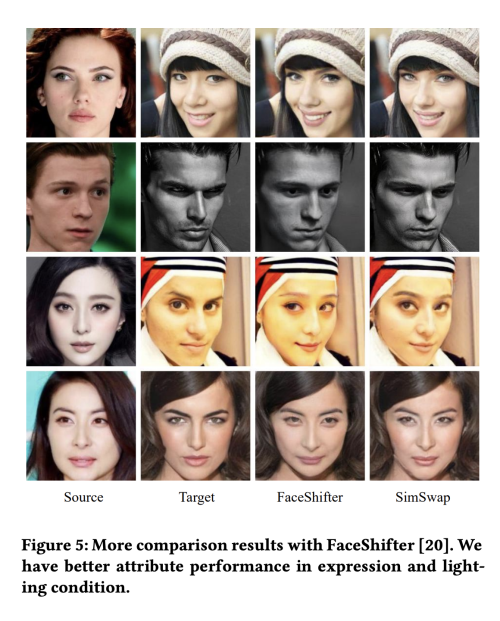 Source Target FaceShifter SimSwap
Figure 5: More comparison results with FaceShifter [20]. We
have better attribute performance in expression and light-
ing condition.